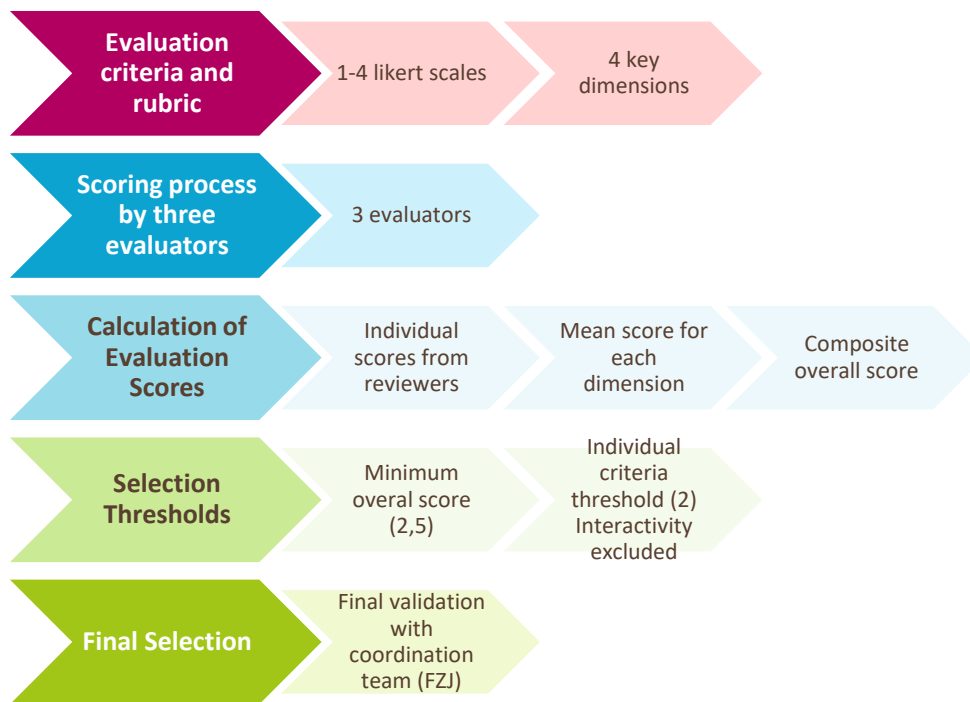 Evaluation
criteria and
rubric
1-4 likert scales
4 key
dimensions
Scoring process
by three
evaluators
3 evaluators
Calculation of
Evaluation
Scores
Individual
scores from
reviewers
Mean score for
each
dimension
Composite
overall score
Selection
Thresholds
Minimum
overal score
(2,5)
Individual
criteria
threshold (2)
Interactivity
excluded
Final Selection
Final validation
with
coordination
team (FZJ)